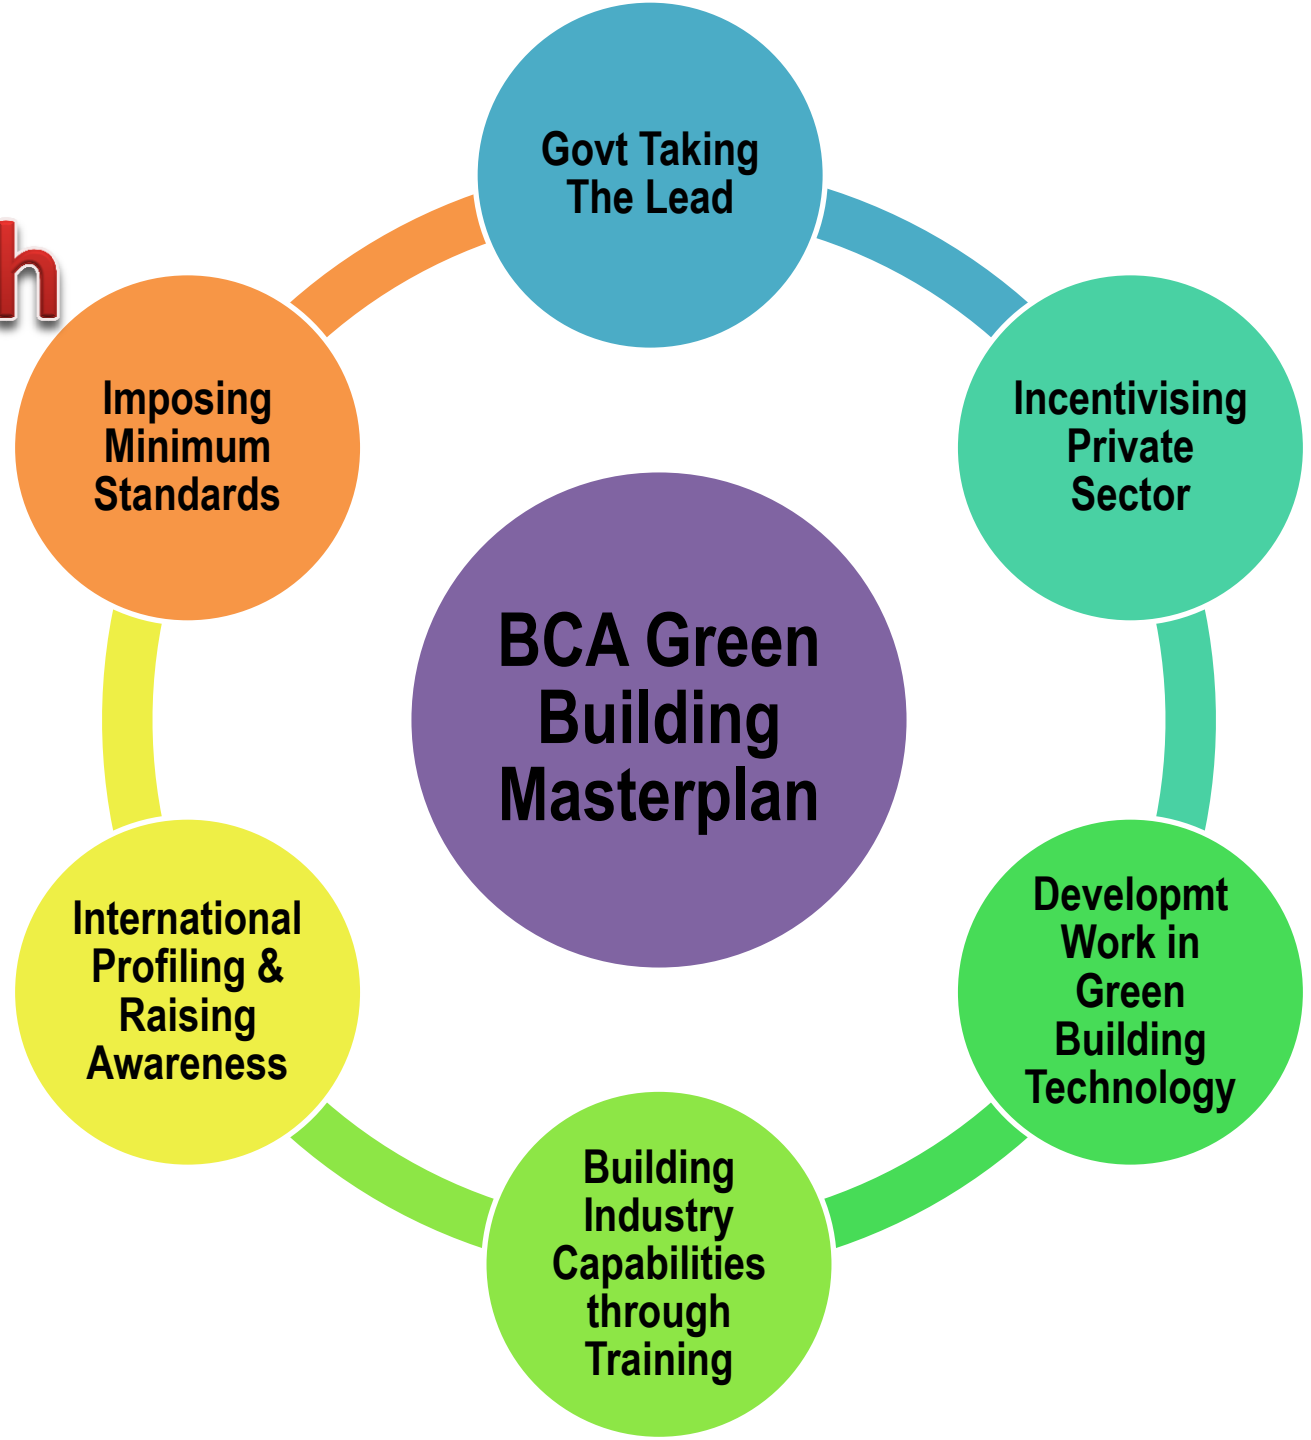 Govt Taking
The Lead
h
Imposing
Minimum
Standards
Incentivising
Private
Sector
BCA Green
Building
Masterplan
International
Profiling &
Raising
Awareness
Developmt
Work in
Green
Building
Technology
Building
Industry
Capabilities
through
Training